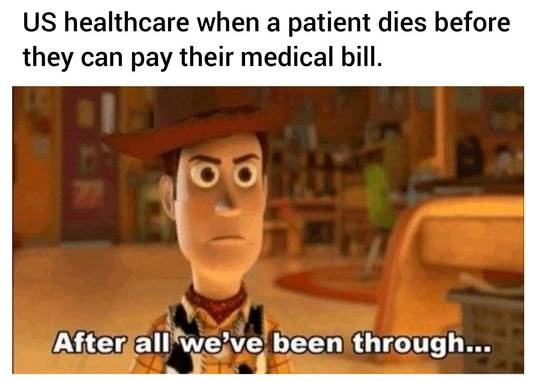 US healthcare when a patient dies before
they can pay their medical bill.
After all we've been through...